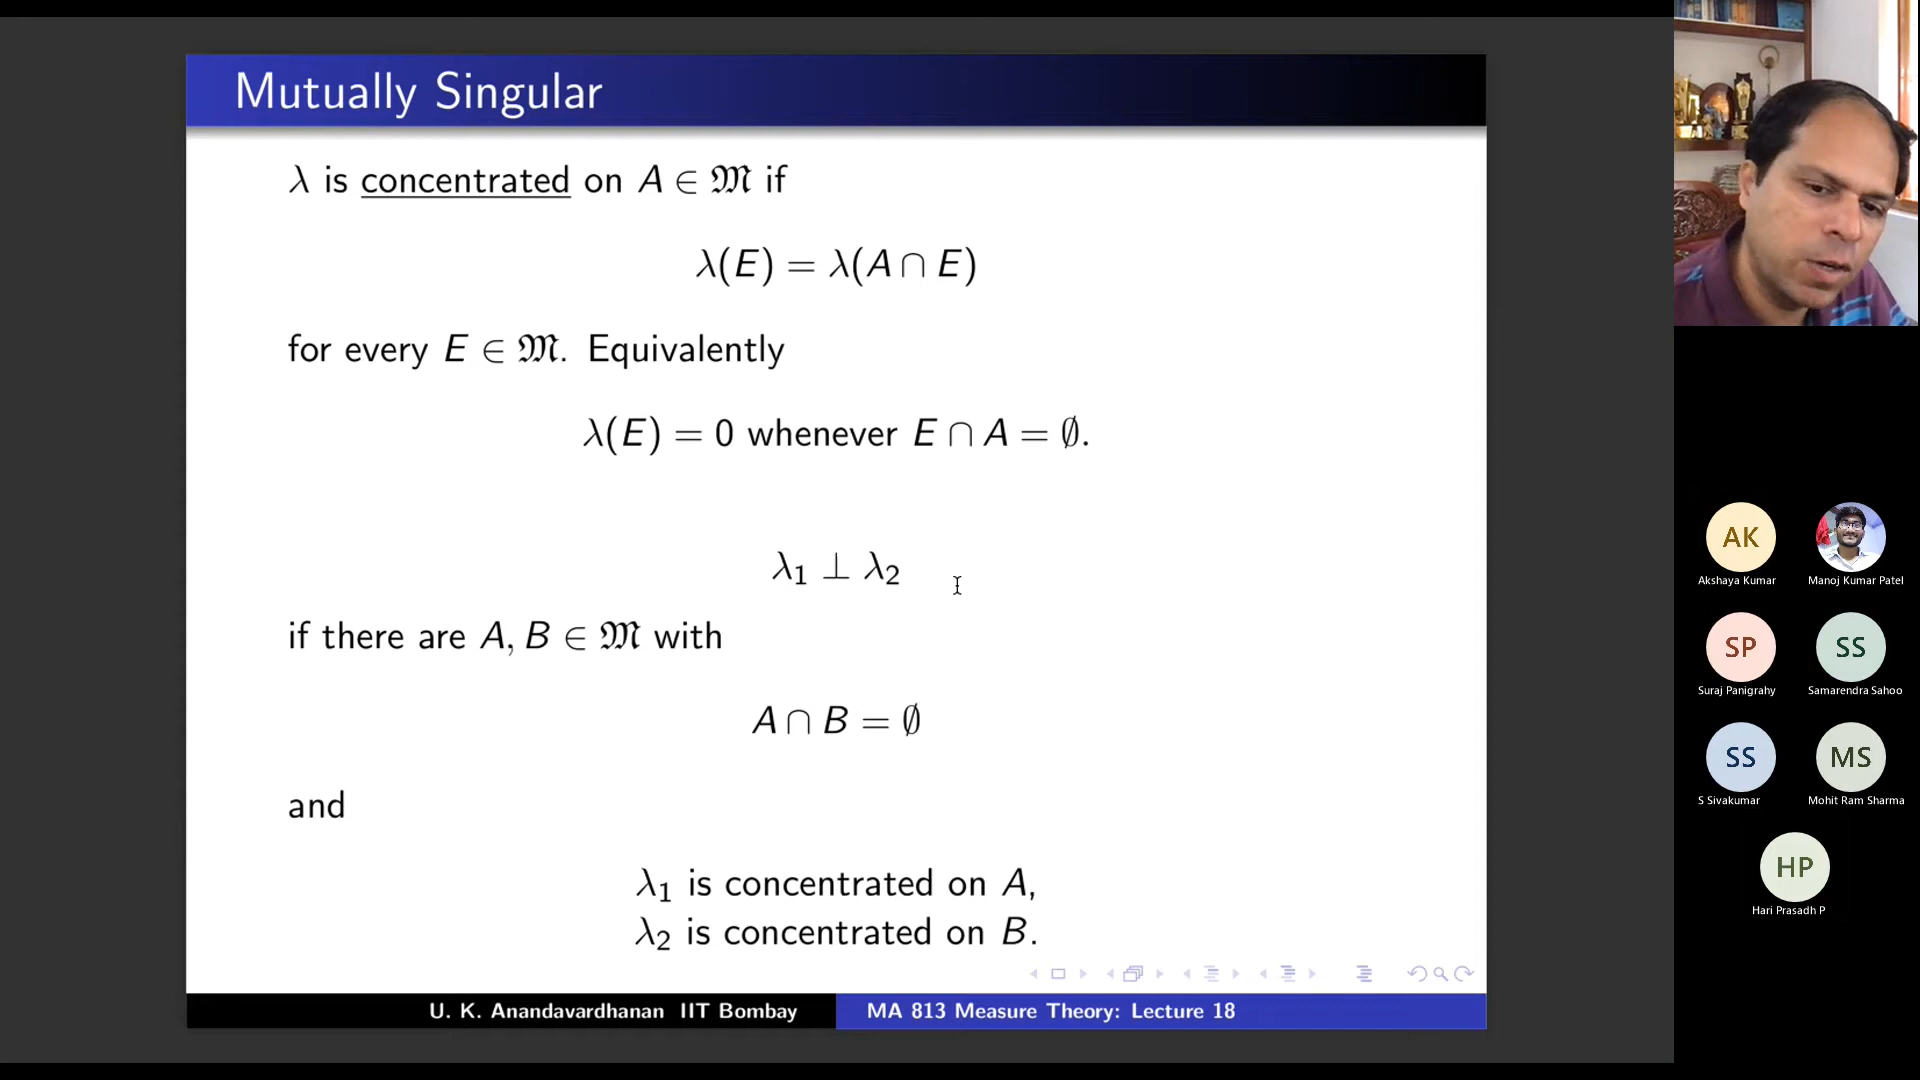 Mutually Singular
λ is concentrated on A ∈ 𝔐 if
λ(E) = λ(A ∩ E)
for every E ∈ 𝔐. Equivalently
λ(E) = 0 whenever E ∩ A = ∅.
λ₁ ⊥ λ₂
if there are A, B ∈ 𝔐 with
A ∩ B = ∅
and
λ₁ is concentrated on A,
λ₂ is concentrated on B.
U. K. Anandavardhanan IIT Bombay
MA 813 Measure Theory: Lecture 18
AK
Akshaya Kumar
Manoj Kumar Patel
SP
Suraj Panigrahy
SS
Samarendra Sahoo
SS
S Sivakumar
MS
Mohit Ram Sharma
HP
Hari Prasadh P